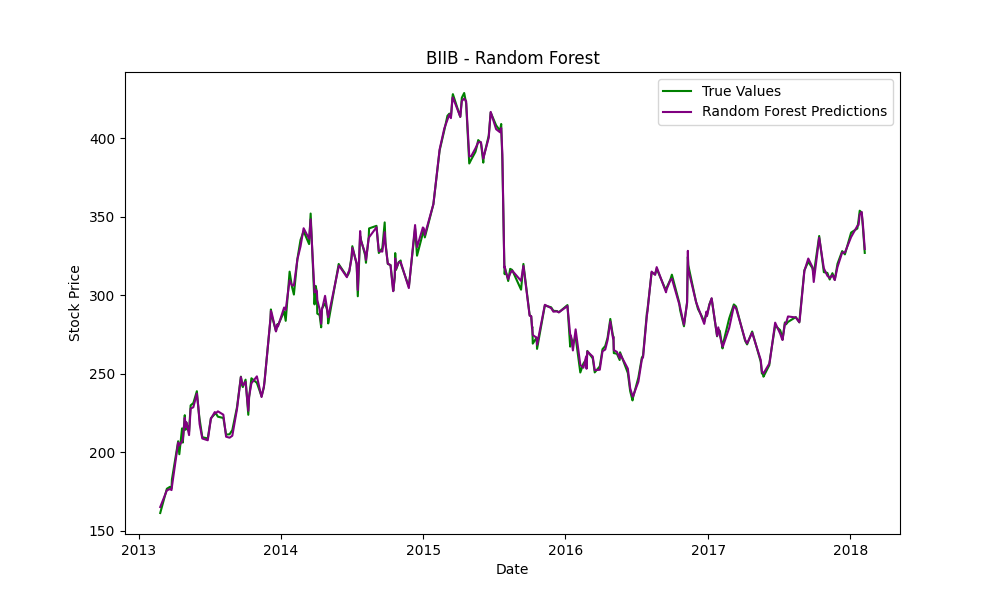 BIIB - Random Forest
True Values
Random Forest Predictions
Stock Price
400
350
300
250
200
150
2013
2014
2015
2016
2017
2018
Date